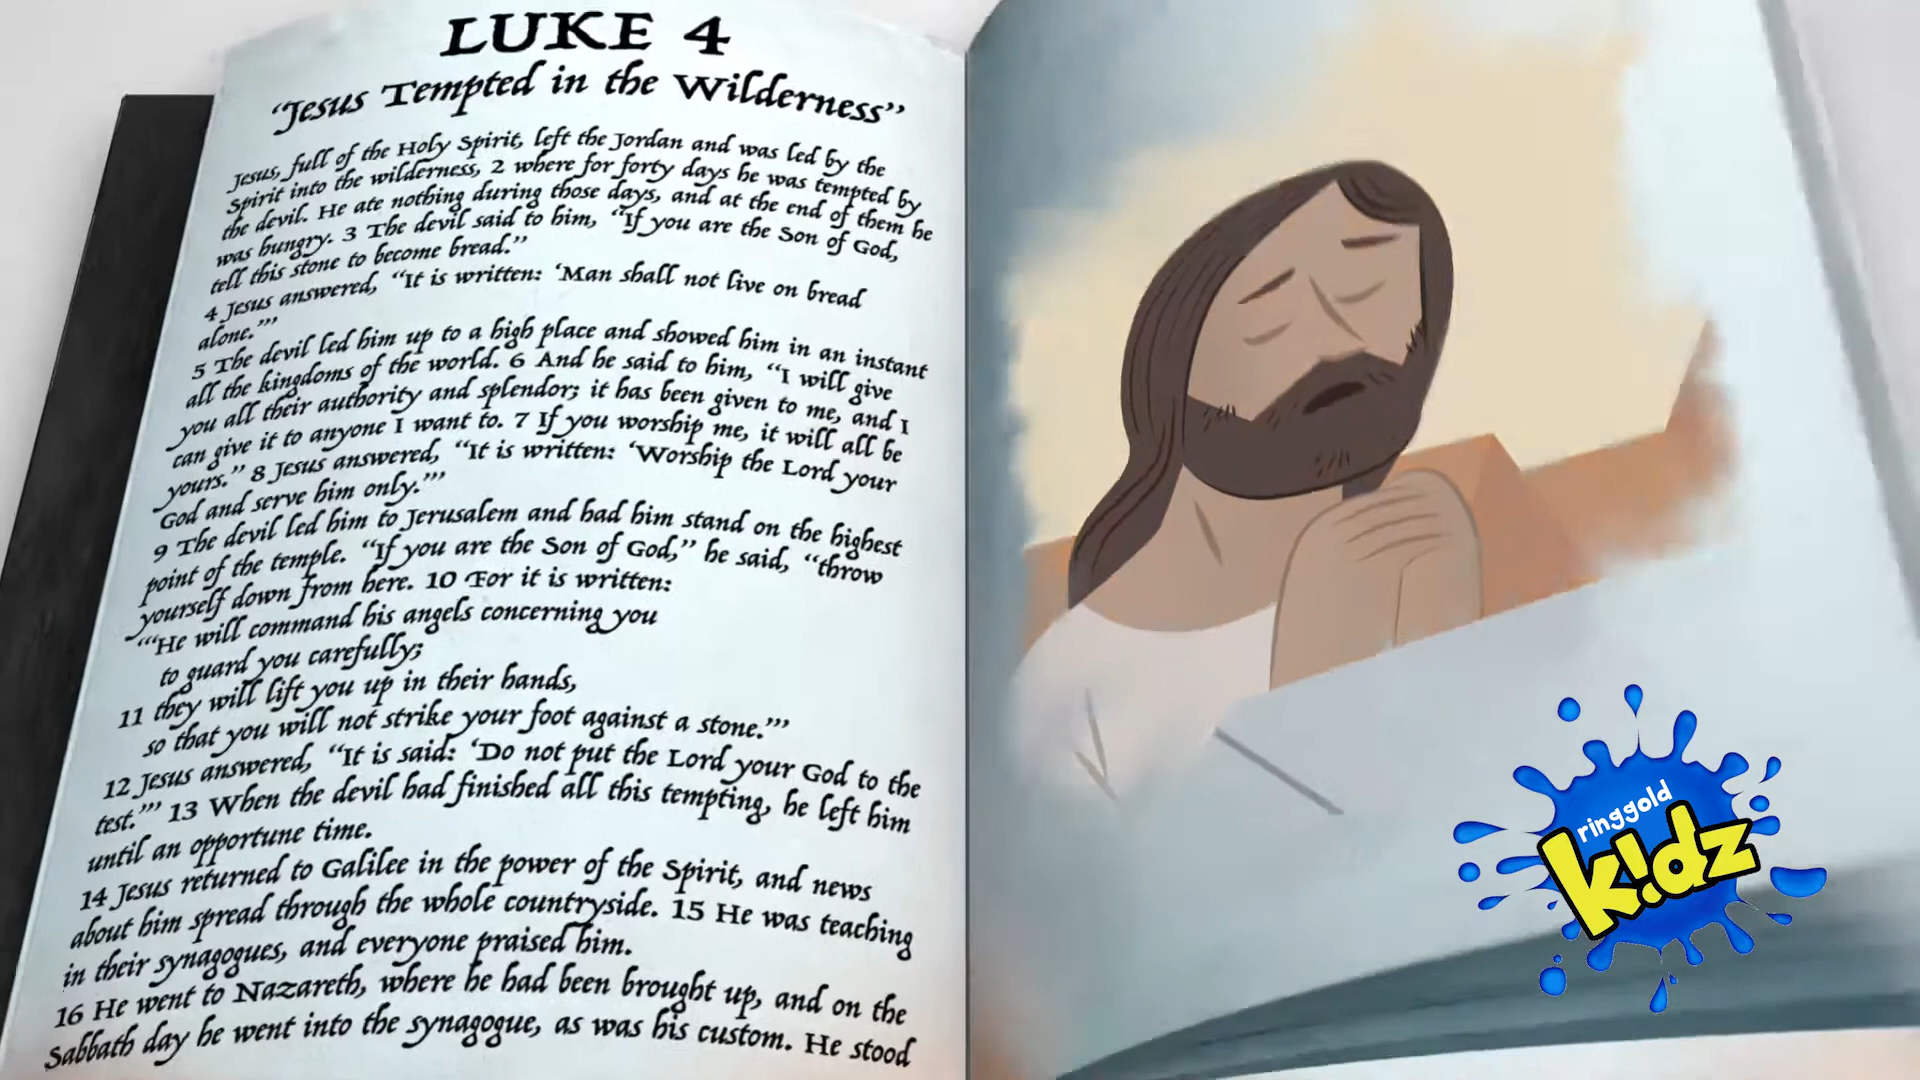 LUKE 4
“Jesus Tempted in the Wilderness”
Jesus, full of the Holy Spirit, left the Jordan and was led by the
Spirit into the wilderness, 2 where for forty days he was tempted by
the devil. He ate nothing during those days, and at the end of them he
was hungry. 3 The devil said to him, “If you are the Son of God,
tell this stone to become bread.”
4 Jesus answered, “It is written: ‘Man shall not live on bread
alone.’”
5 The devil led him up to a high place and showed him in an instant
all the kingdoms of the world. 6 And he said to him, “I will give
you all their authority and splendor; it has been given to me, and I
can give it to anyone I want to. 7 If you worship me, it will all be
yours.” 8 Jesus answered, “It is written: ‘Worship the Lord your
God and serve him only.’”
9 The devil led him to Jerusalem and had him stand on the highest
point of the temple. “If you are the Son of God,” he said, “throw
yourself down from here. 10 For it is written:
“‘He will command his angels concerning you
to guard you carefully;
11 they will lift you up in their hands,
so that you will not strike your foot against a stone.’”
12 Jesus answered, “It is said: ‘Do not put the Lord your God to the
test.’” 13 When the devil had finished all this tempting, he left him
until an opportune time.
14 Jesus returned to Galilee in the power of the Spirit, and news
about him spread through the whole countryside. 15 He was teaching
in their synagogues, and everyone praised him.
16 He went to Nazareth, where he had been brought up, and on the
Sabbath day he went into the synagogue, as was his custom. He stood
ringgold
k!dz